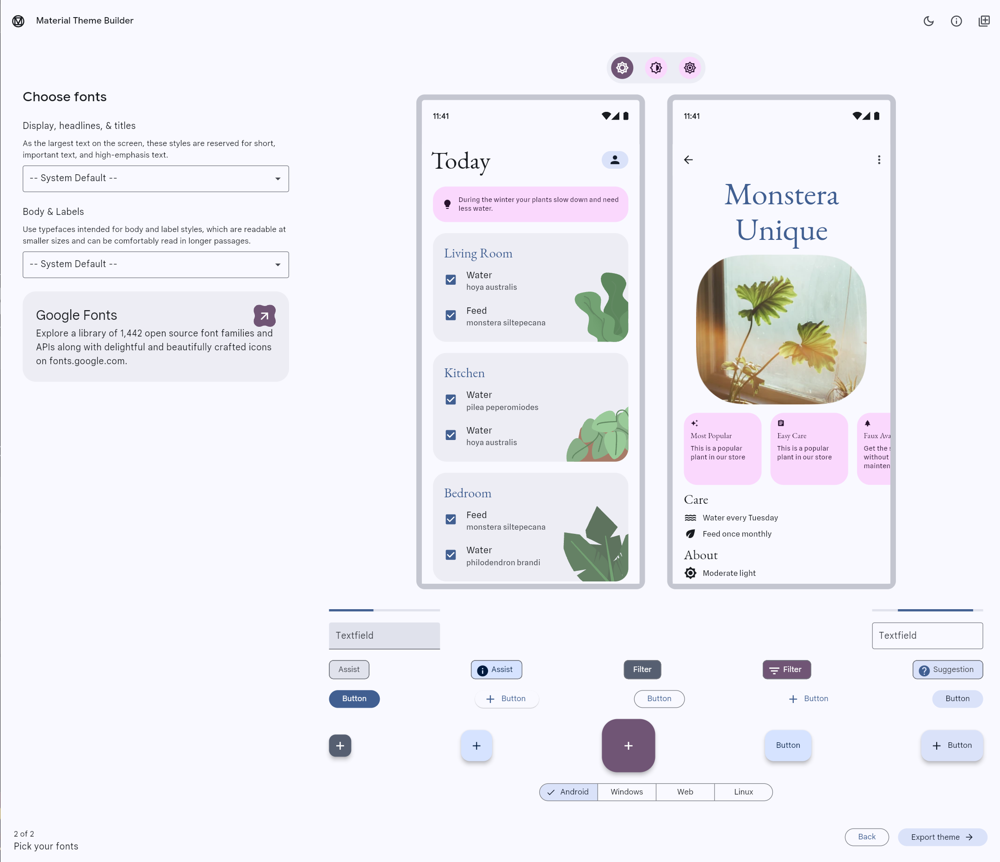 Material Theme Builder
Choose fonts
Display, headlines, & titles
As the largest text on the screen, these styles are reserved for short,
important text, and high-emphasis text.
-- System Default --
Body & Labels
Use typefaces intended for body and label styles, which are readable at
smaller sizes and can be comfortably read in longer passages.
-- System Default --
Google Fonts
Explore a library of 1,442 open source font families and
APIs along with delightful and beautifully crafted icons
on fonts.google.com.
11:41
Today
During the winter your plants slow down and need
less water.
Living Room
Water
hoya australis
Feed
monstera siltepecana
Kitchen
Water
pilea peperomiodes
Water
hoya australis
Bedroom
Feed
monstera siltepecana
Water
philodendron brandi
11:41
Monstera
Unique
Most Popular
This is a popular
plant in our store
Easy Care
This is a popular
plant in our store
Faux Ava
Get the
without
mainten
Care
Water every Tuesday
Feed once monthly
About
Moderate light
Textfield
Textfield
Assist
Assist
Filter
Filter
Suggestion
Button
Button
Button
Button
Button
Button
Button
Android
Windows
Web
Linux
2 of 2
Pick your fonts
Back
Export theme